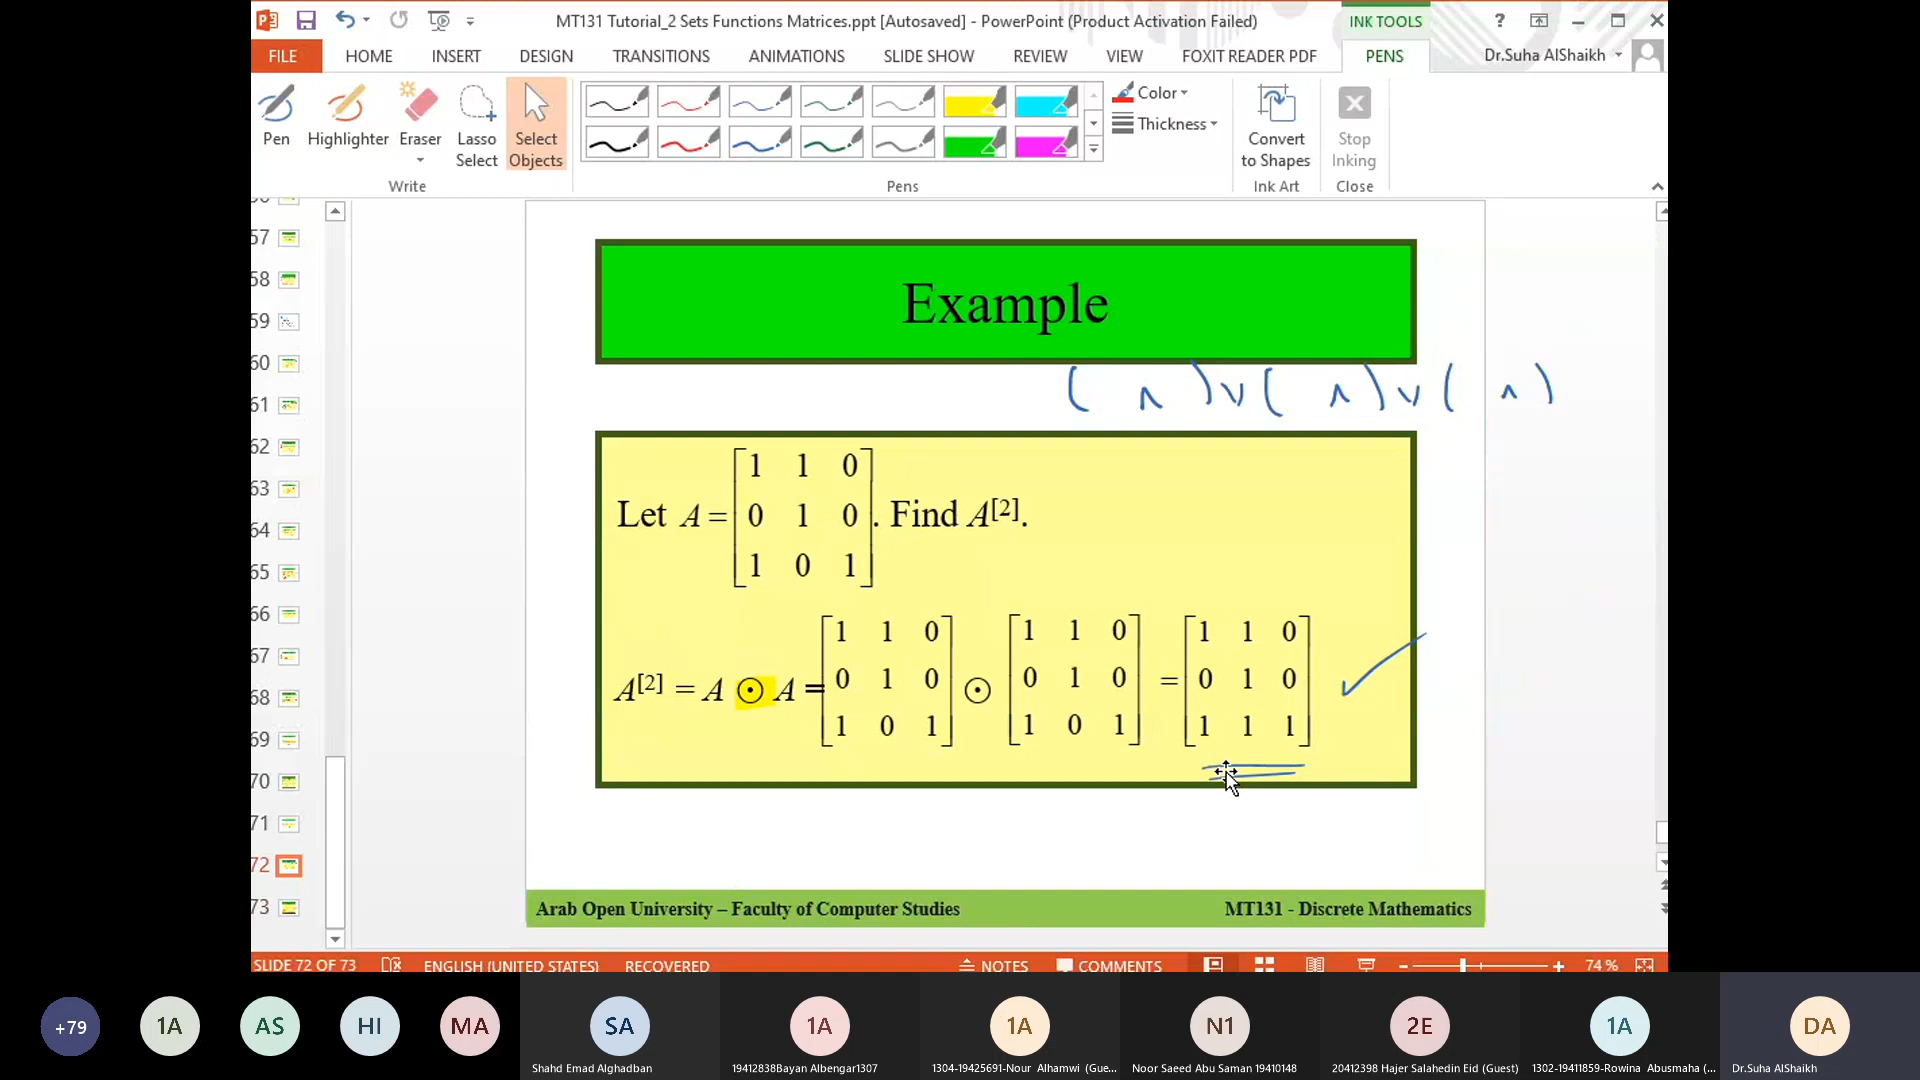 MT131 Tutorial_2 Sets Functions Matrices.ppt [Autosaved] - PowerPoint (Product Activation Failed)
INK TOOLS
FILE HOME INSERT DESIGN TRANSITIONS ANIMATIONS SLIDE SHOW REVIEW VIEW FOXIT READER PDF PENS Dr.Suha AlShaikh
Pen Highlighter Eraser Lasso Select Select Objects
Color
Thickness
Convert to Shapes
Stop Inking
Write Pens Ink Art Close
57
58
59
60
61
62
63
64
65
66
67
68
69
70
71
72
73
Example
( ∧ ) ∨ ( ∧ ) ∨ ( ∧ )
1 1 0
Let A = 0 1 0 . Find A[2].
1 0 1
1 1 0 1 1 0 1 1 0
A[2] = A ⊙ A = 0 1 0 ⊙ 0 1 0 = 0 1 0
1 0 1 1 0 1 1 1 1
Arab Open University – Faculty of Computer Studies MT131 - Discrete Mathematics
SLIDE 72 OF 73 ENGLISH (UNITED STATES) RECOVERED NOTES COMMENTS 74 %
+79 1A AS HI MA SA 1A 1A N1 2E 1A DA
Shahd Emad Alghadban 19412838Bayan Albengar1307 1304-19425691-Nour Alhamwi (Gue... Noor Saeed Abu Saman 19410148 20412398 Hajer Salahedin Eid (Guest) 1302-19411859-Rowina Abusmaha (... Dr.Suha AlShaikh